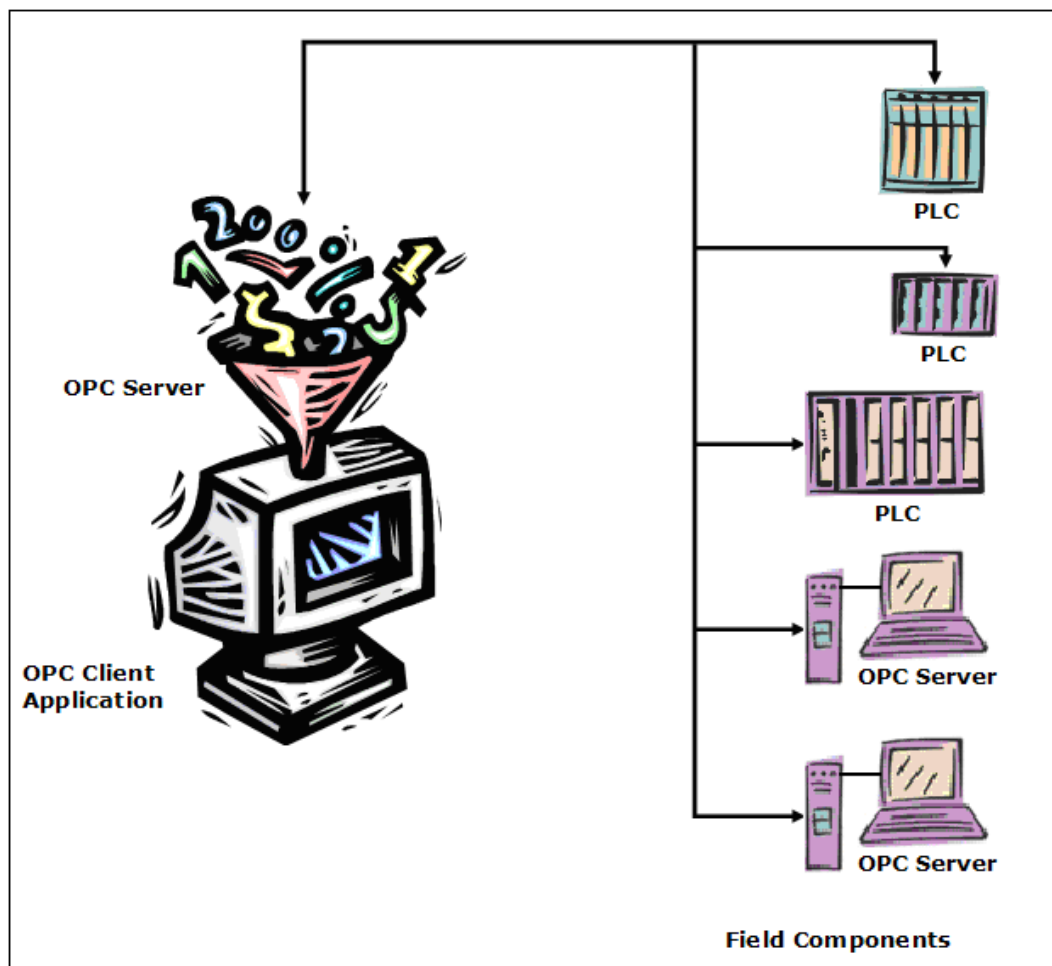 PLC
PLC
OPC Server
PLC
OPC Client
Application
OPC Server
OPC Server
Field Components